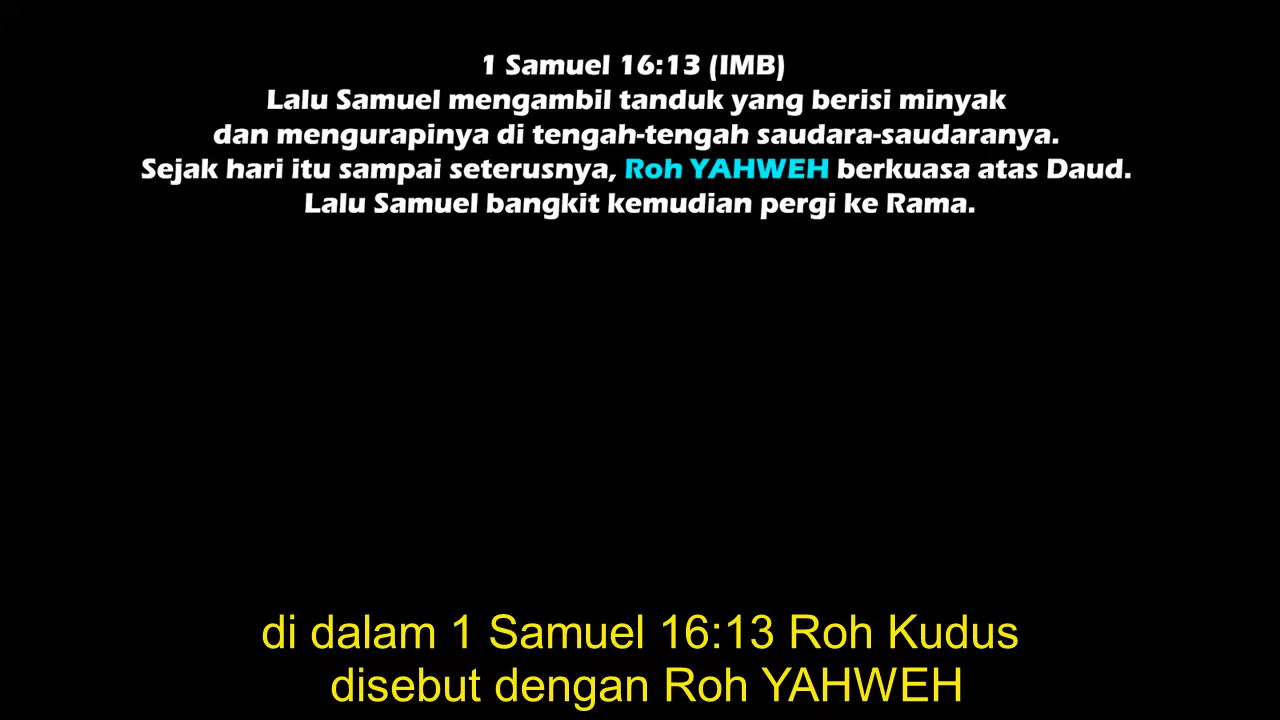 1 Samuel 16:13 (IMB)
Lalu Samuel mengambil tanduk yang berisi minyak
dan mengurapinya di tengah-tengah saudara-saudaranya.
Sejak hari itu sampai seterusnya, Roh YAHWEH berkuasa atas Daud.
Lalu Samuel bangkit kemudian pergi ke Rama.
di dalam 1 Samuel 16:13 Roh Kudus
disebut dengan Roh YAHWEH